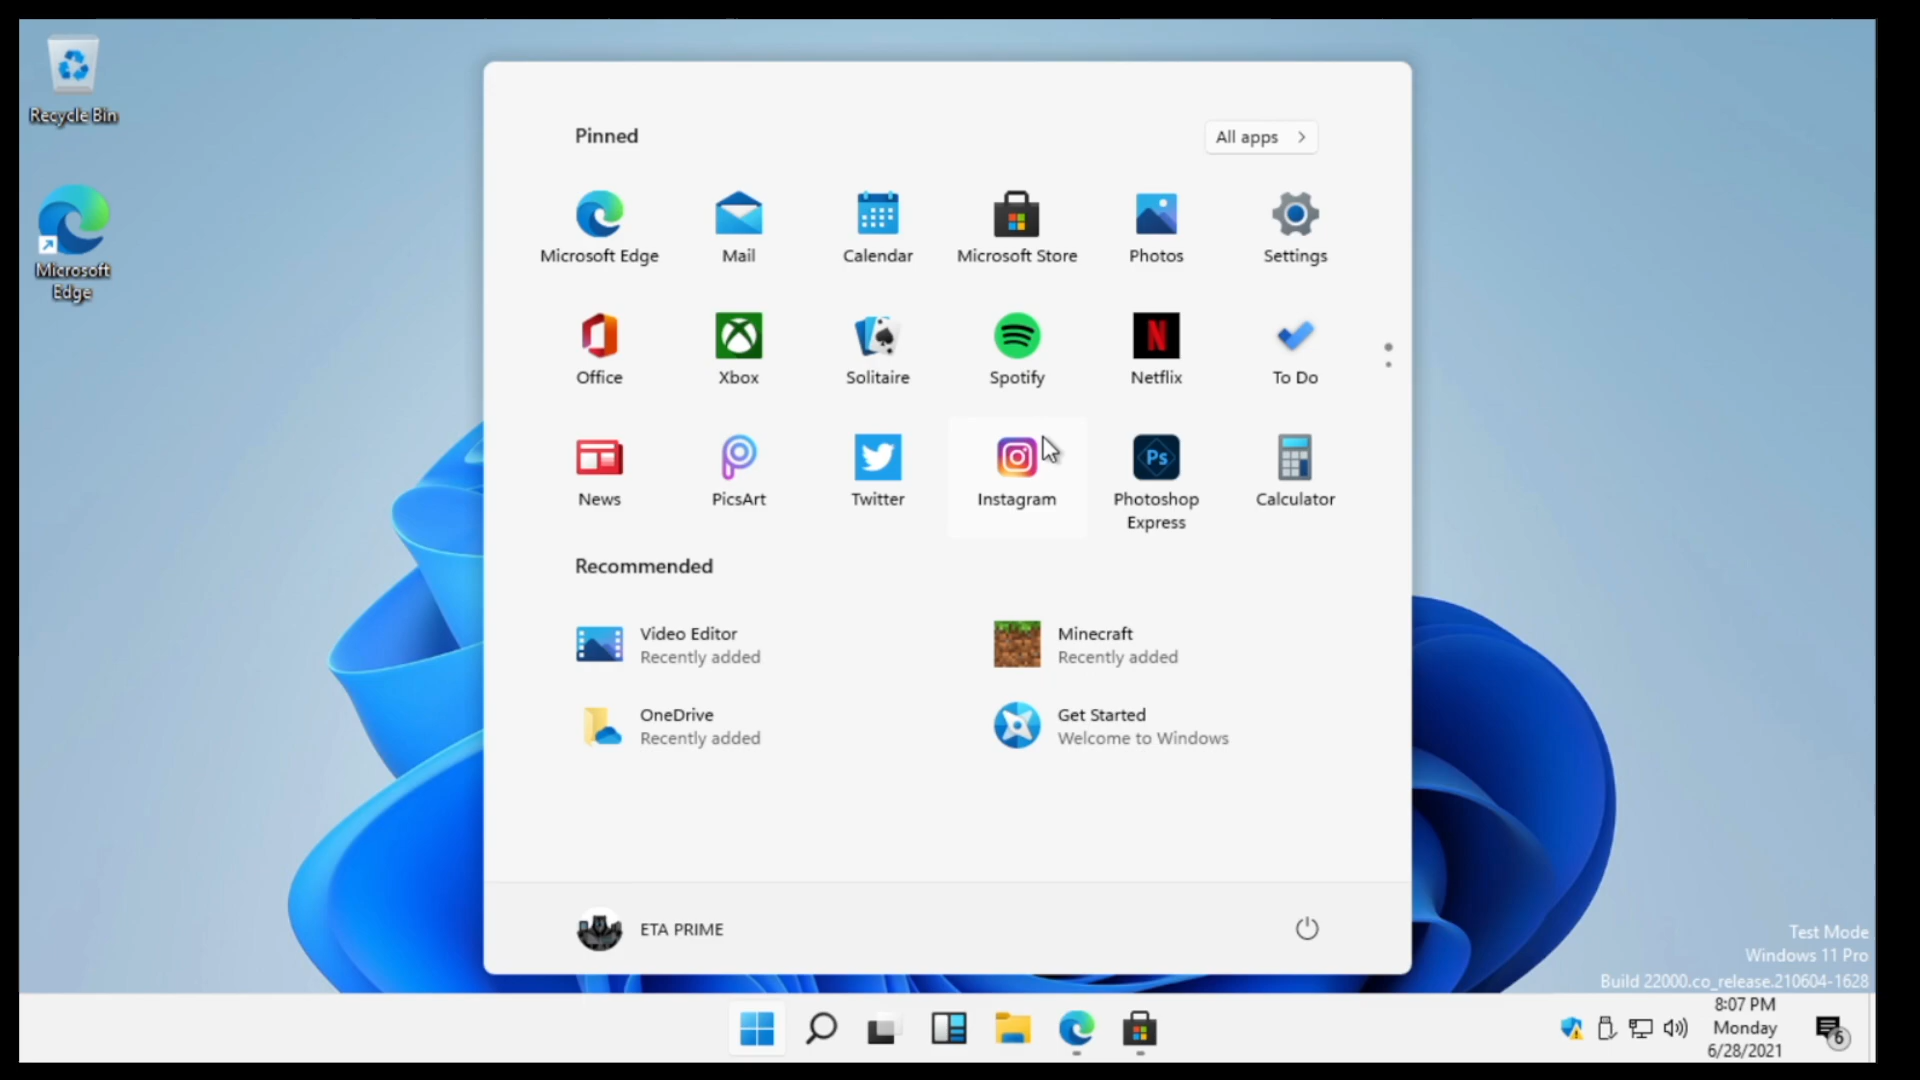 Recycle Bin
Microsoft
Edge
Pinned
All apps
Microsoft Edge
Mail
Calendar
Microsoft Store
Photos
Settings
Office
Xbox
Solitaire
Spotify
Netflix
To Do
News
PicsArt
Twitter
Instagram
Ps
Photoshop
Express
Calculator
Recommended
Video Editor
Recently added
Minecraft
Recently added
OneDrive
Recently added
Get Started
Welcome to Windows
ETA PRIME
Test Mode
Windows 11 Pro
Build 22000.co_release.210604-1628
8:07 PM
Monday
6/28/2021
6